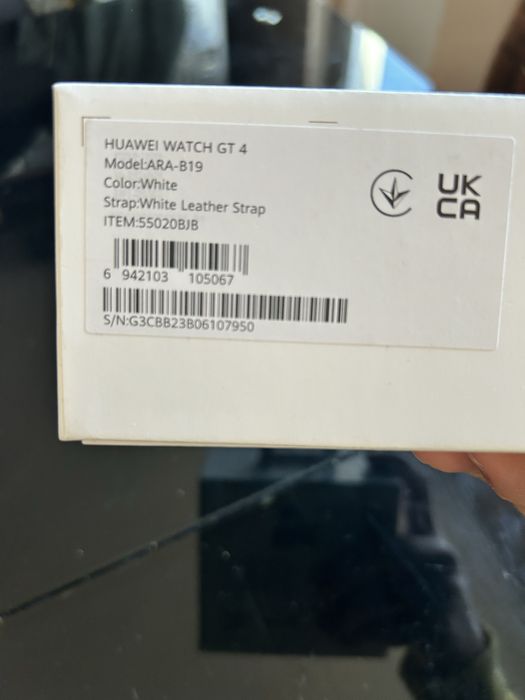 HUAWEI WATCH GT 4
Model:ARA-B19
Color:White
Strap:White Leather Strap
ITEM:55020BJB
6 942103 105067
S/N:G3CBB23B06107950
UK
CA